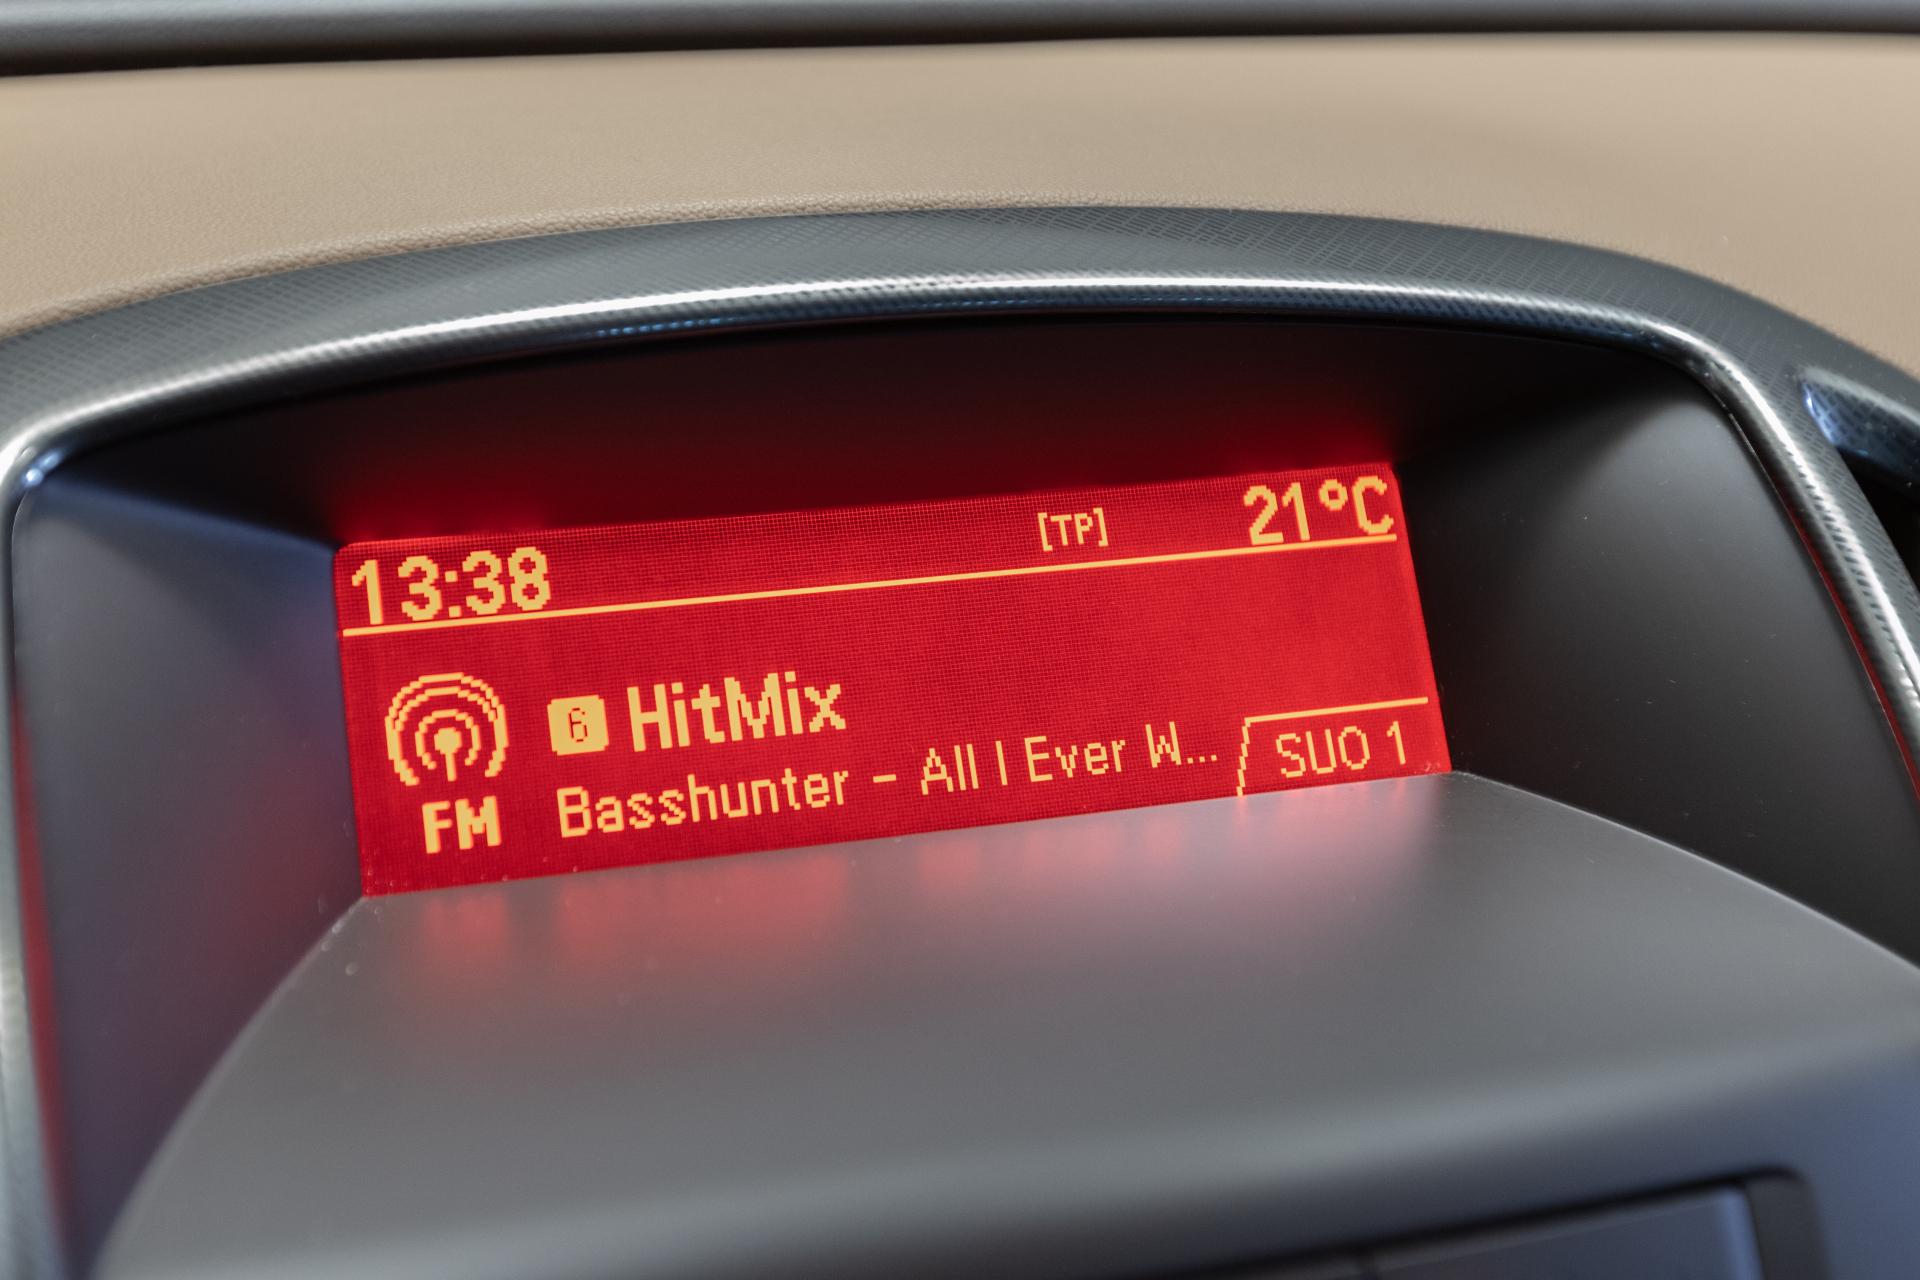 13:38 [TP] 21°C
6 HitMix
Basshunter - All I Ever W...
SUO 1
FM